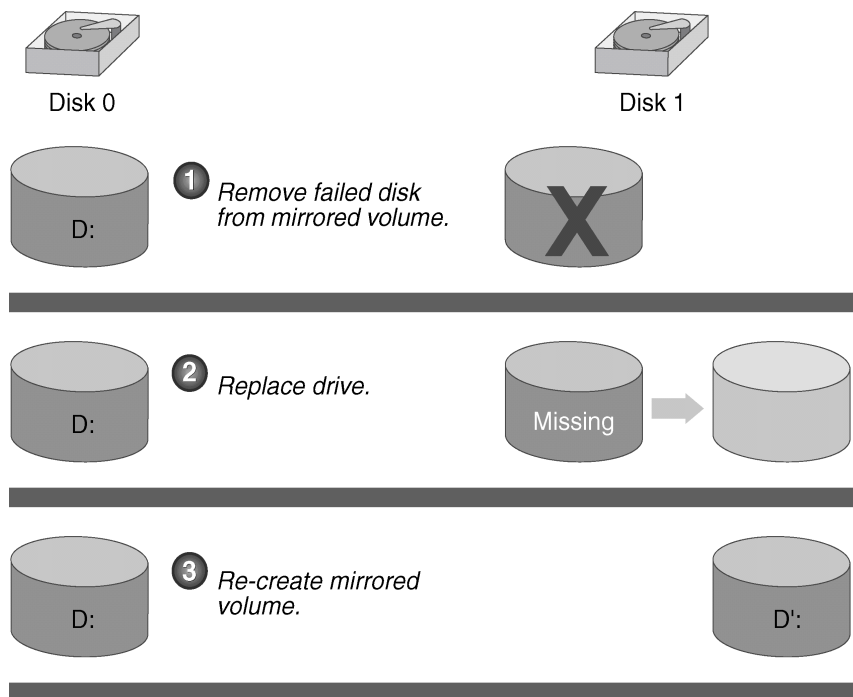 Disk 0
Disk 1
D:
1
Remove failed disk
from mirrored volume.
X
D:
2
Replace drive.
Missing
D:
3
Re-create mirrored
volume.
D':